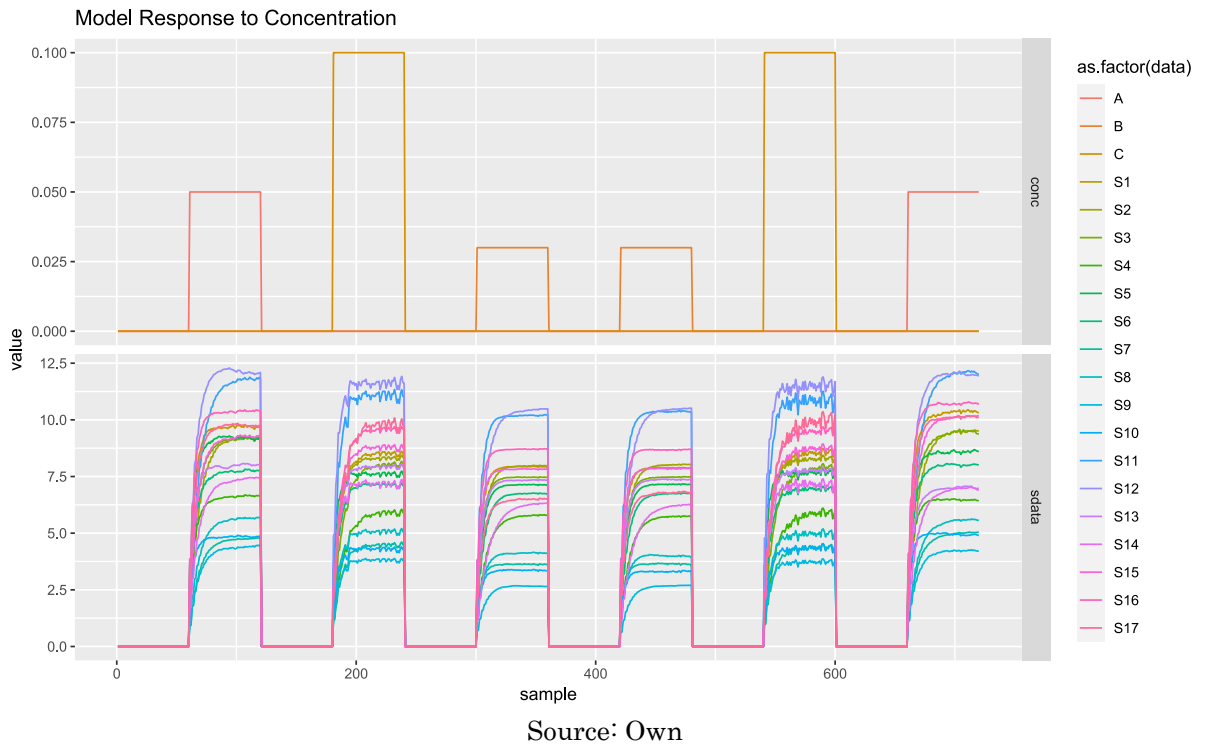 Model Response to Concentration
0.100
0.075
0.050
0.025
0.000
conc
12.5
10.0
7.5
5.0
2.5
0.0
sdata
value
0
200
400
600
sample
as.factor(data)
A
B
C
S1
S2
S3
S4
S5
S6
S7
S8
S9
S10
S11
S12
S13
S14
S15
S16
S17
Source: Own